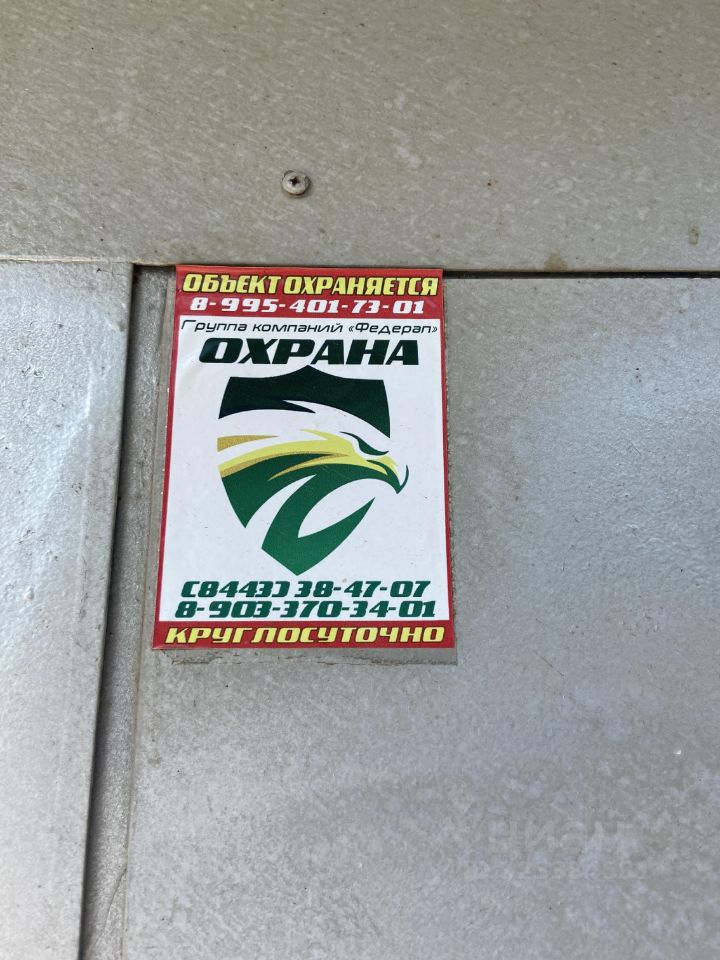 ОБЪЕКТ ОХРАНЯЕТСЯ
8-995-401-73-01
Группа компаний «Федерал»
ОХРАНА
(8443) 38-47-07
8-903-370-34-01
КРУГЛОСУТОЧНО
циан